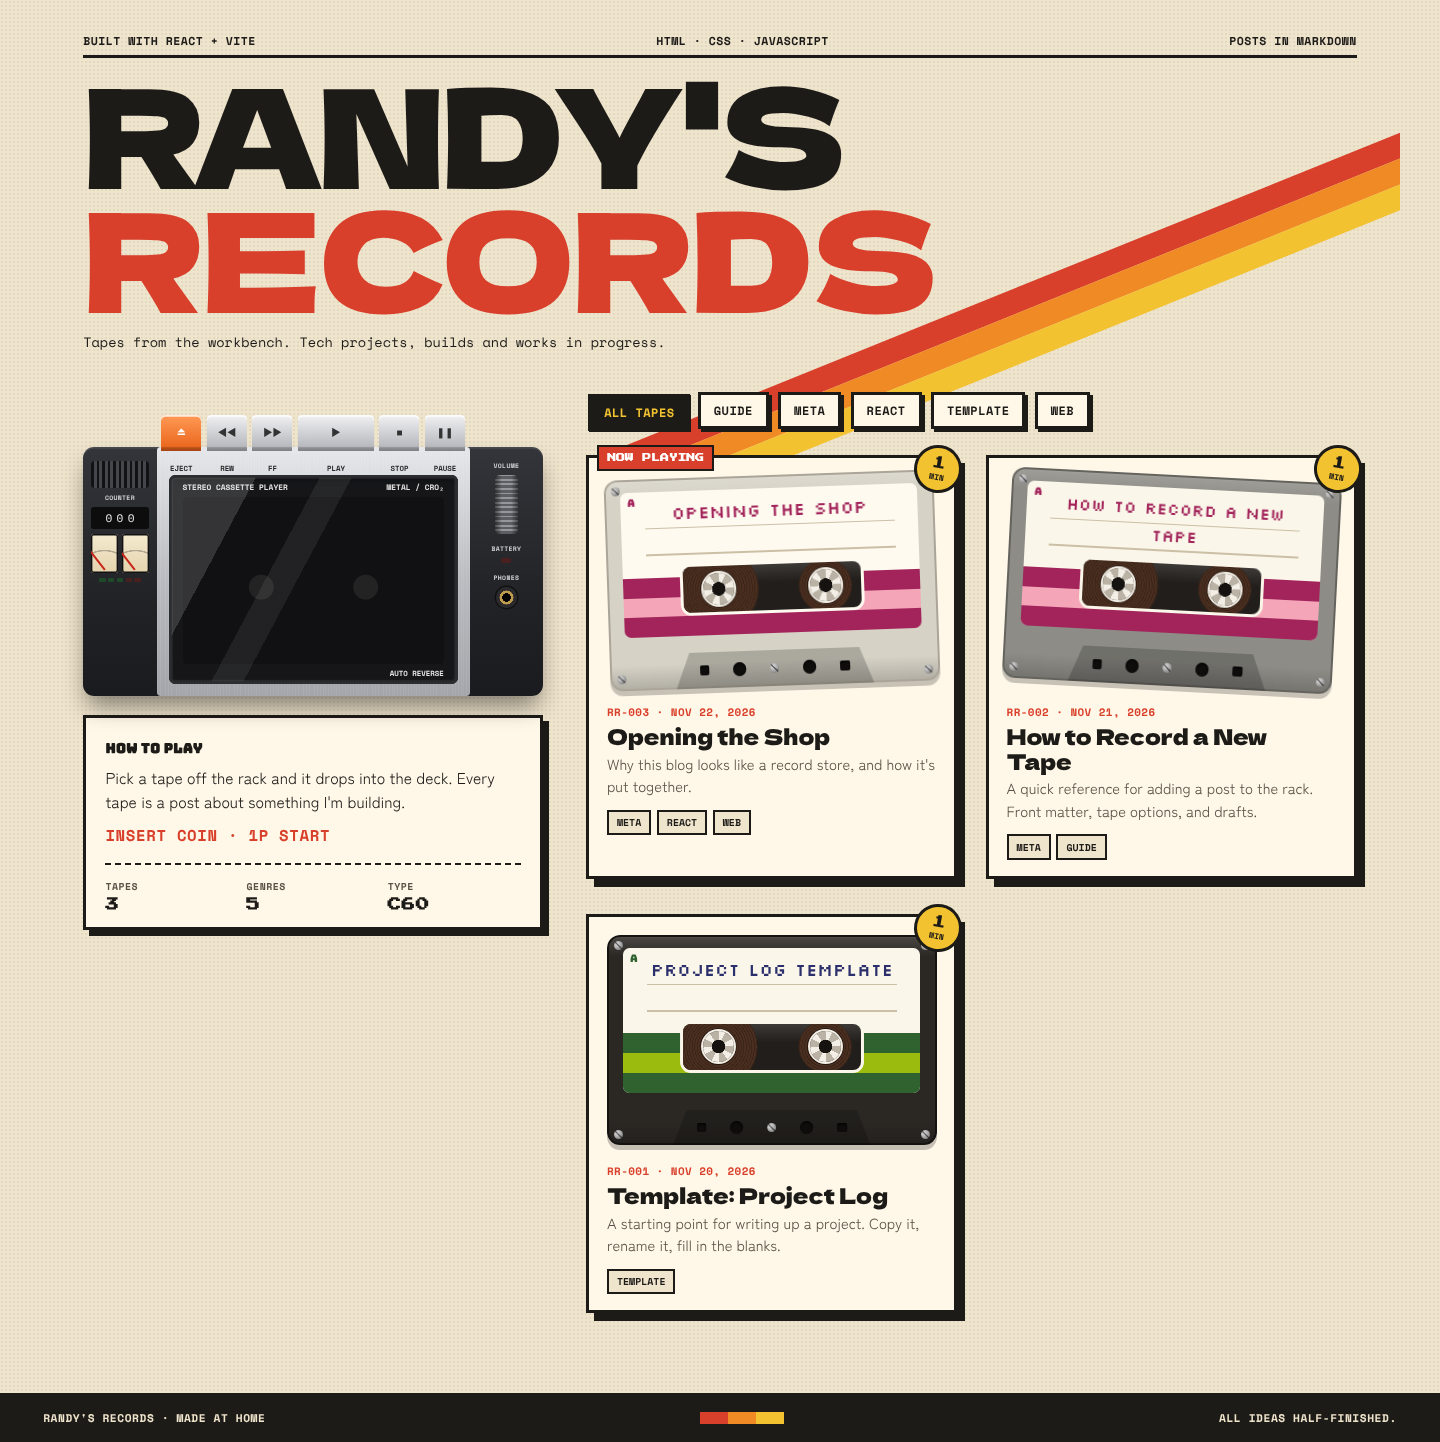 BUILT WITH REACT + VITE
HTML · CSS · JAVASCRIPT
POSTS IN MARKDOWN
RANDY'S
RECORDS
Tapes from the workbench. Tech projects, builds and works in progress.
EJECT REW FF PLAY STOP PAUSE
VOLUME
STEREO CASSETTE PLAYER
METAL / CRO₂
COUNTER
000
BATTERY
PHONES
AUTO REVERSE
HOW TO PLAY
Pick a tape off the rack and it drops into the deck. Every
tape is a post about something I'm building.
INSERT COIN · 1P START
TAPES GENRES TYPE
3 5 C60
ALL TAPES GUIDE META REACT TEMPLATE WEB
NOW PLAYING
1
MIN
A
OPENING THE SHOP
RR-003 · NOV 22, 2026
Opening the Shop
Why this blog looks like a record store, and how it's
put together.
META REACT WEB
1
MIN
A
HOW TO RECORD A NEW
TAPE
RR-002 · NOV 21, 2026
How to Record a New
Tape
A quick reference for adding a post to the rack.
Front matter, tape options, and drafts.
META GUIDE
1
MIN
A
PROJECT LOG TEMPLATE
RR-001 · NOV 20, 2026
Template: Project Log
A starting point for writing up a project. Copy it,
rename it, fill in the blanks.
TEMPLATE
RANDY'S RECORDS · MADE AT HOME
ALL IDEAS HALF-FINISHED.